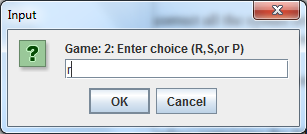 Input
Game: 2: Enter choice (R,S,or P)
r
OK
Cancel